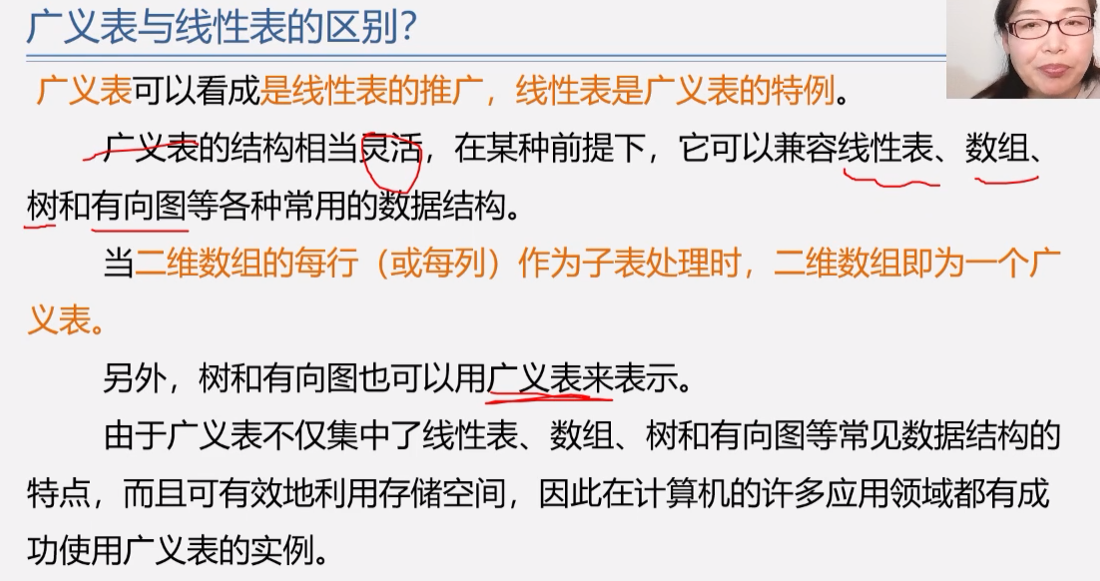 广义表与线性表的区别?
广义表可以看成是线性表的推广，线性表是广义表的特例。
广义表的结构相当灵活，在某种前提下，它可以兼容线性表、数组、
树和有向图等各种常用的数据结构。
当二维数组的每行（或每列）作为子表处理时，二维数组即为一个广
义表。
另外，树和有向图也可以用广义表来表示。
由于广义表不仅集中了线性表、数组、树和有向图等常见数据结构的
特点，而且可有效地利用存储空间，因此在计算机的许多应用领域都有成
功使用广义表的实例。